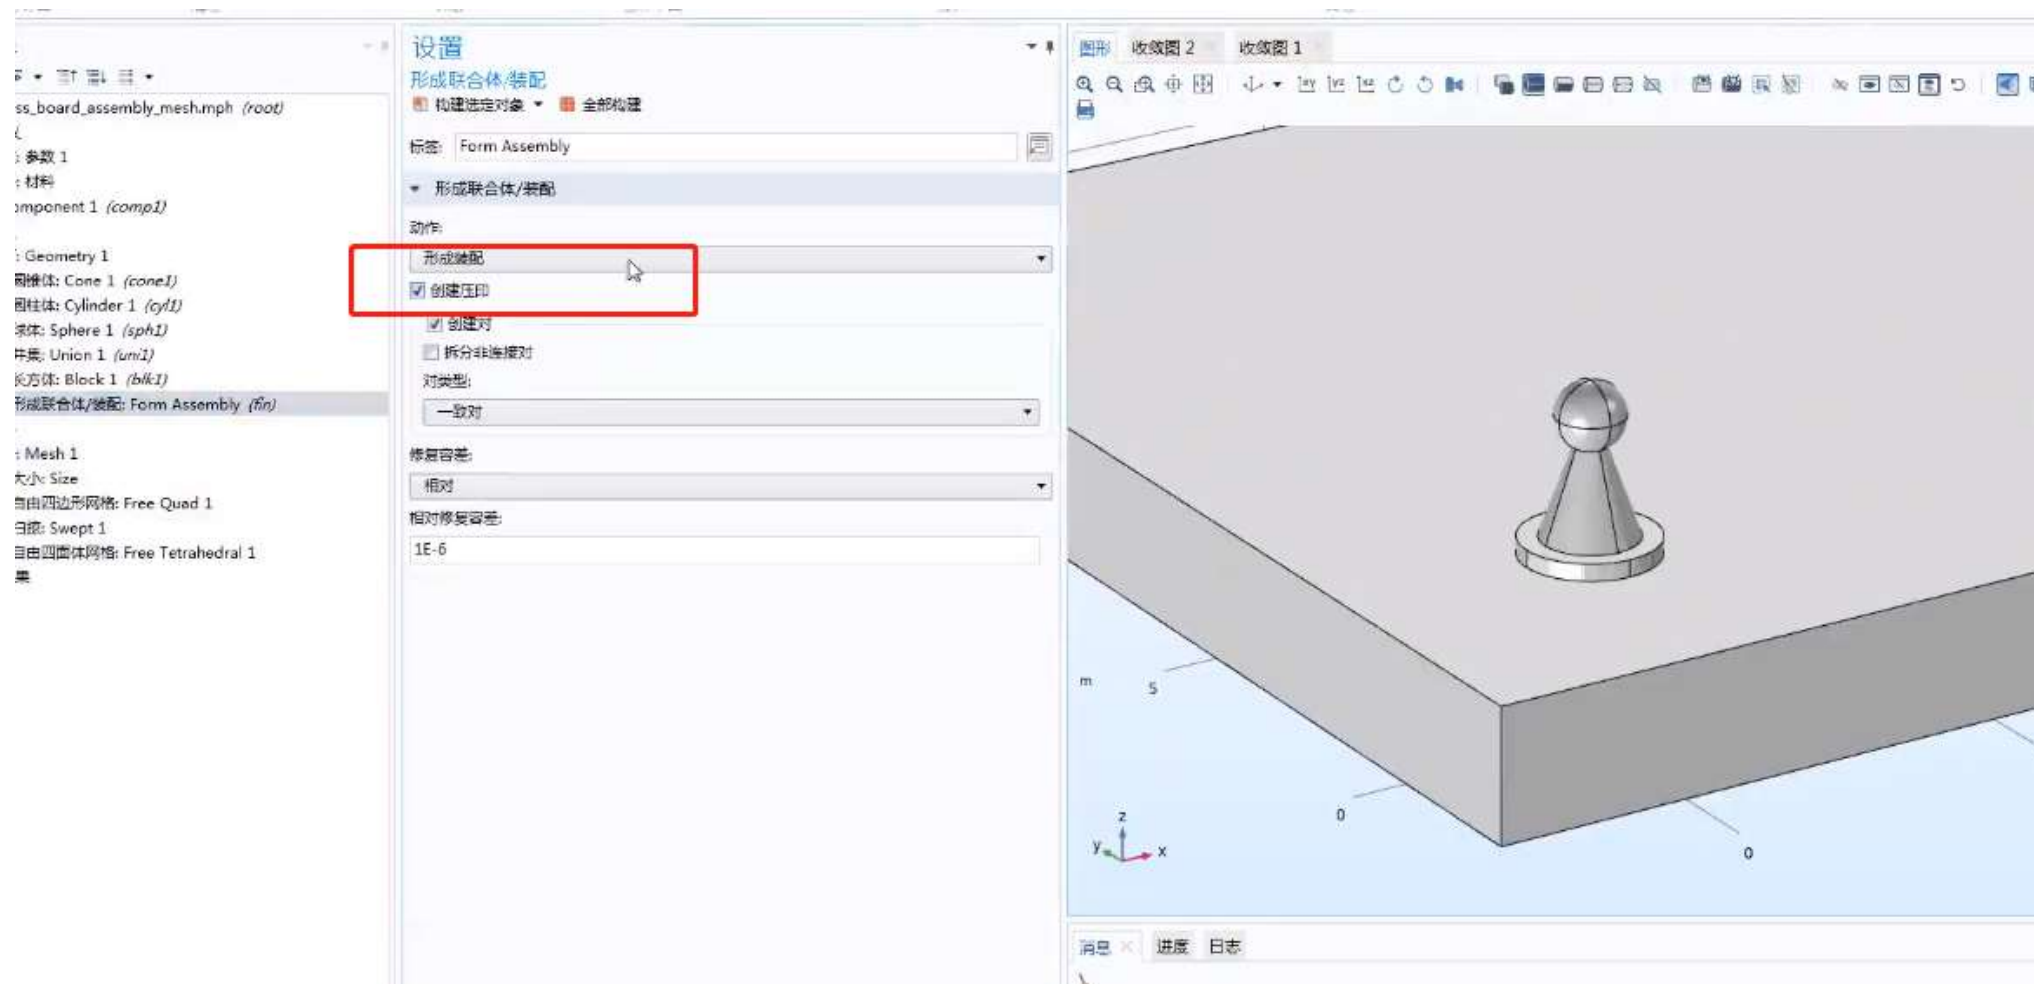 设置
形成联合体/装配
构建选定对象 全部构建
标签: Form Assembly
形成联合体/装配
动作:
形成装配
创建压印
创建对
拆分非连接对
对类型:
一致对
修复容差:
相对
相对修复容差:
1E-6
ss_board_assembly_mesh.mph (root)
参数 1
材料
omponent 1 (comp1)
Geometry 1
圆锥体: Cone 1 (cone1)
圆柱体: Cylinder 1 (cyl1)
球体: Sphere 1 (sph1)
并集: Union 1 (uni1)
长方体: Block 1 (blk1)
形成联合体/装配: Form Assembly (fin)
Mesh 1
大小: Size
自由四边形网格: Free Quad 1
扫掠: Swept 1
自由四面体网格: Free Tetrahedral 1
果
图形 收敛图 2 收敛图 1
m
5
0
0
z
y
x
消息 进度 日志